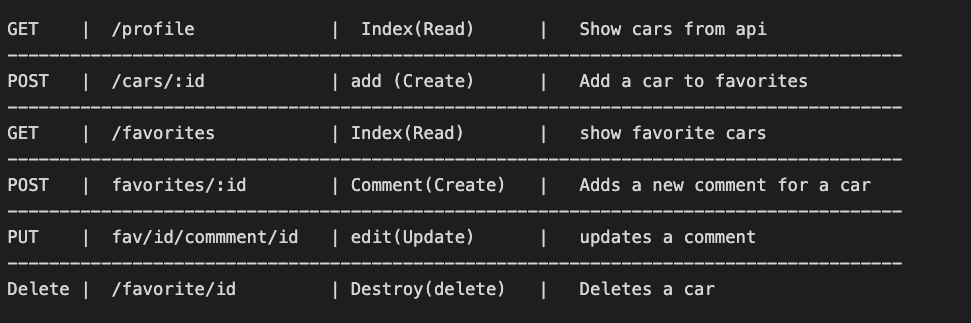 GET | /profile | Index(Read) | Show cars from api
POST | /cars/:id | add (Create) | Add a car to favorites
GET | /favorites | Index(Read) | show favorite cars
POST | favorites/:id | Comment(Create) | Adds a new comment for a car
PUT | fav/id/commment/id | edit(Update) | updates a comment
Delete | /favorite/id | Destroy(delete) | Deletes a car